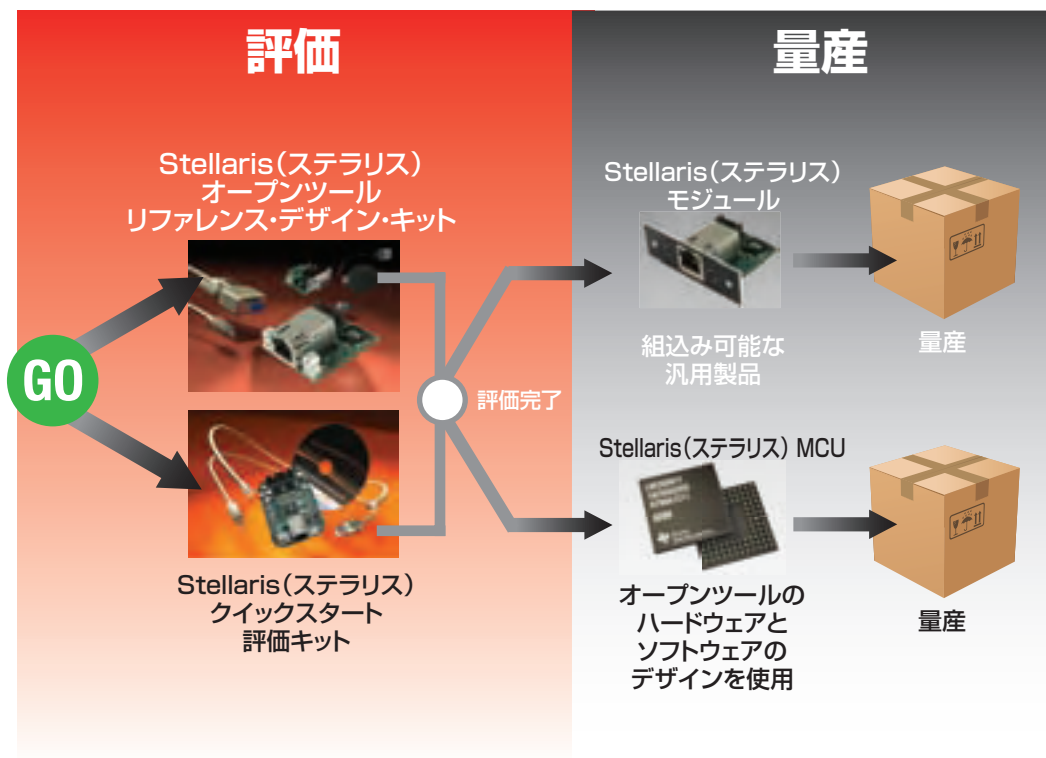 評価
量産
Stellaris(ステラリス)
オープンツール
リファレンス・デザイン・キット
GO
Stellaris(ステラリス)
クイックスタート
評価キット
評価完了
Stellaris(ステラリス)
モジュール
組込み可能な
汎用製品
量産
Stellaris(ステラリス) MCU
オープンツールの
ハードウェアと
ソフトウェアの
デザインを使用
量産